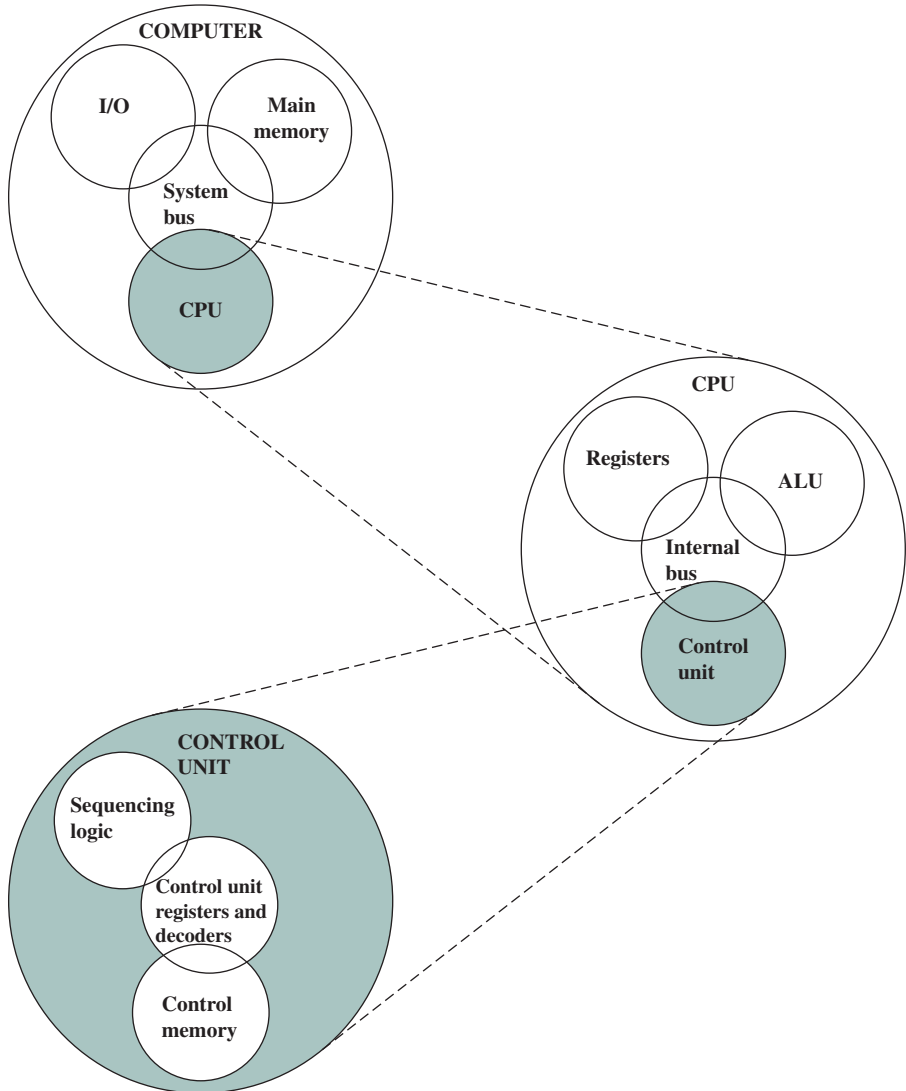 COMPUTER
I/O
Main
memory
System
bus
CPU
CPU
Registers
ALU
Internal
bus
Control
unit
CONTROL
UNIT
Sequencing
logic
Control unit
registers and
decoders
Control
memory